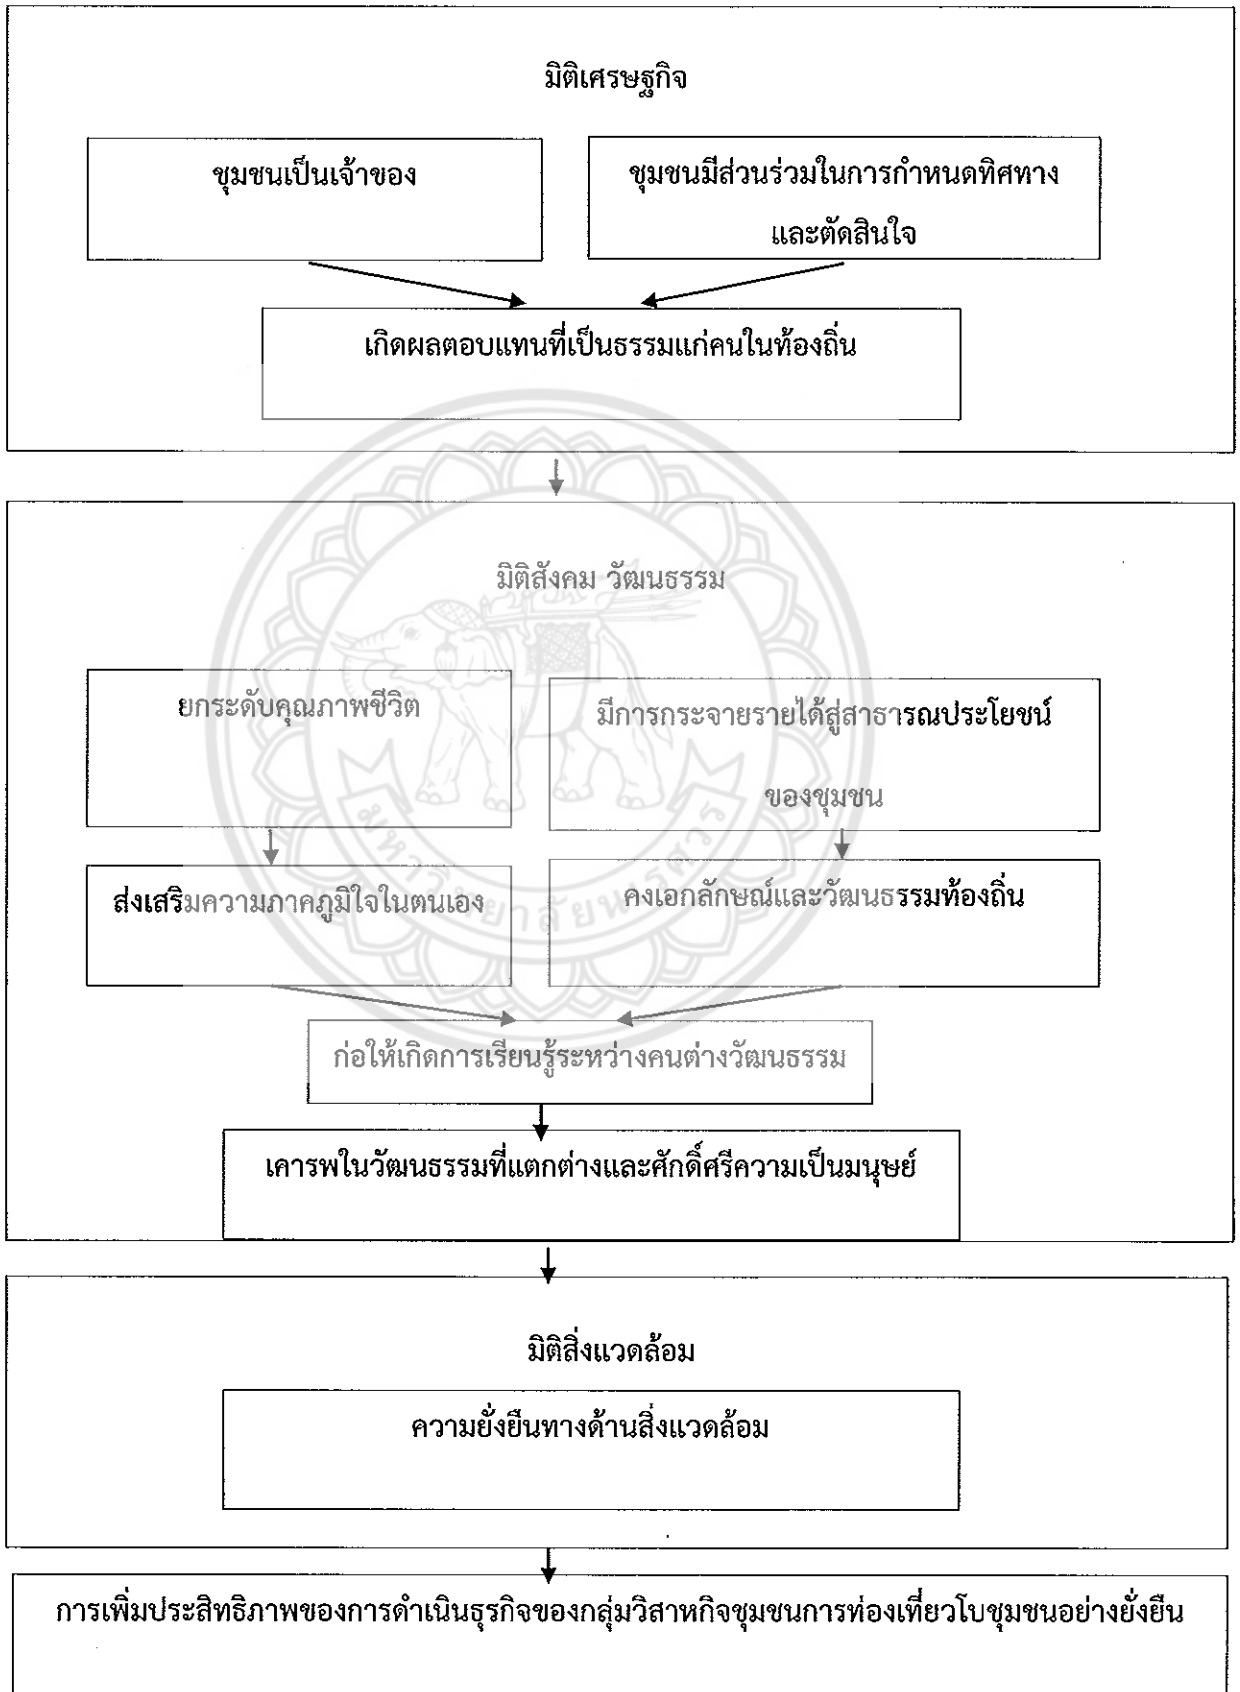 มิติเศรษฐกิจ
ชุมชนเป็นเจ้าของ
ชุมชนมีส่วนร่วมในการกำหนดทิศทาง
และตัดสินใจ
เกิดผลตอบแทนที่เป็นธรรมแก่คนในท้องถิ่น
มิติสังคม วัฒนธรรม
ยกระดับคุณภาพชีวิต
มีการกระจายรายได้สู่สาธารณประโยชน์
ของชุมชน
ส่งเสริมความภาคภูมิใจในตนเอง
คงเอกลักษณ์และวัฒนธรรมท้องถิ่น
มหาวิทยาลัยนเรศวร
ก่อให้เกิดการเรียนรู้ระหว่างคนต่างวัฒนธรรม
เคารพในวัฒนธรรมที่แตกต่างและศักดิ์ศรีความเป็นมนุษย์
มิติสิ่งแวดล้อม
ความยั่งยืนทางด้านสิ่งแวดล้อม
การเพิ่มประสิทธิภาพของการดำเนินธุรกิจของกลุ่มวิสาหกิจชุมชนการท่องเที่ยวโบชุมชนอย่างยั่งยืน